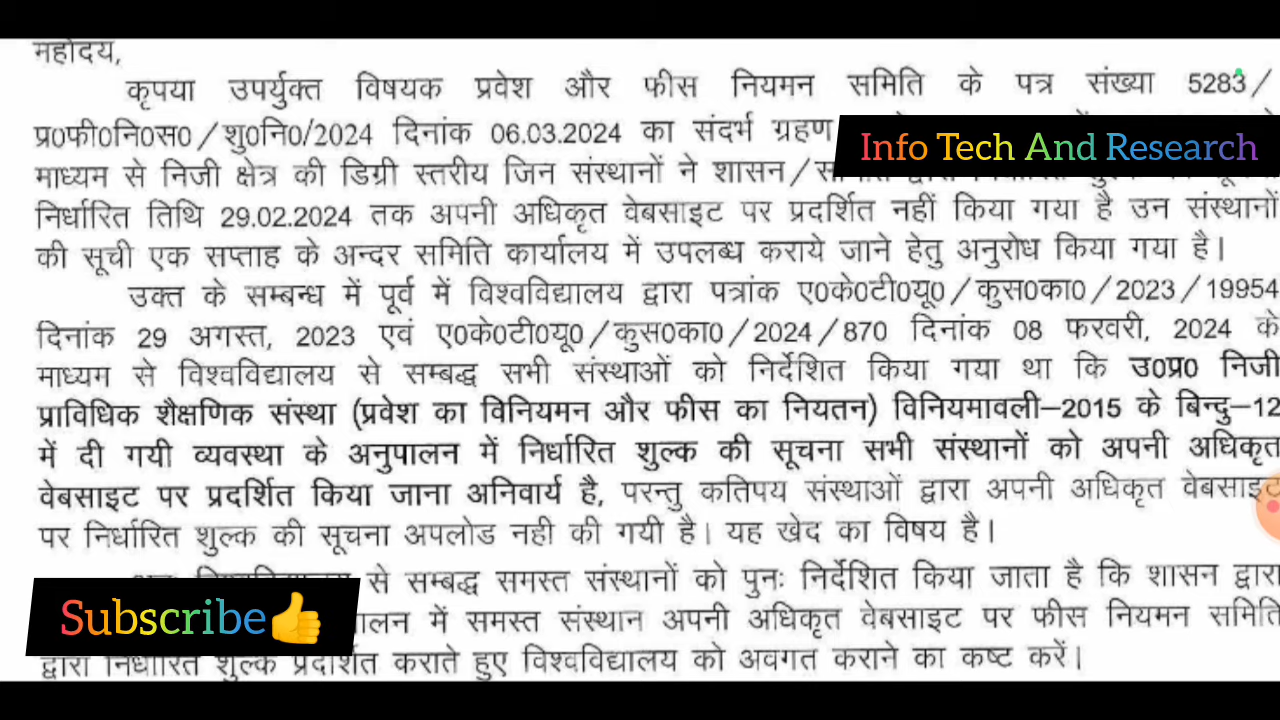 महोदय,
कृपया उपर्युक्त विषयक प्रवेश और फीस नियमन समिति के पत्र संख्या 5283/
प्र0फी0नि0स0/शु0नि0/2024 दिनांक 06.03.2024 का संदर्भ ग्रहण
Info Tech And Research
माध्यम से निजी क्षेत्र की डिग्री स्तरीय जिन संस्थानों ने शासन/
निर्धारित तिथि 29.02.2024 तक अपनी अधिकृत वेबसाइट पर प्रदर्शित नहीं किया गया है उन संस्थानों
की सूची एक सप्ताह के अन्दर समिति कार्यालय में उपलब्ध कराये जाने हेतु अनुरोध किया गया है।
उक्त के सम्बन्ध में पूर्व में विश्वविद्यालय द्वारा पत्रांक ए0के0टी0यू0/कुस0का0/2023/19954
दिनांक 29 अगस्त, 2023 एवं ए0के0टी0यू0/कुस0का0/2024/870 दिनांक 08 फरवरी, 2024 के
माध्यम से विश्वविद्यालय से सम्बद्ध सभी संस्थाओं को निर्देशित किया गया था कि उ0प्र0 निजी
प्राविधिक शैक्षणिक संस्था (प्रवेश का विनियमन और फीस का नियतन) विनियमावली–2015 के बिन्दु–12
में दी गयी व्यवस्था के अनुपालन में निर्धारित शुल्क की सूचना सभी संस्थानों को अपनी अधिकृत
वेबसाइट पर प्रदर्शित किया जाना अनिवार्य है, परन्तु कतिपय संस्थाओं द्वारा अपनी अधिकृत वेबसाइट
पर निर्धारित शुल्क की सूचना अपलोड नही की गयी है। यह खेद का विषय है।
से सम्बद्ध समस्त संस्थानों को पुनः निर्देशित किया जाता है कि शासन द्वारा
Subscribe👍
में समस्त संस्थान अपनी अधिकृत वेबसाइट पर फीस नियमन समिति
द्वारा निर्धारित शुल्क प्रदर्शित कराते हुए विश्वविद्यालय को अवगत कराने का कष्ट करें।